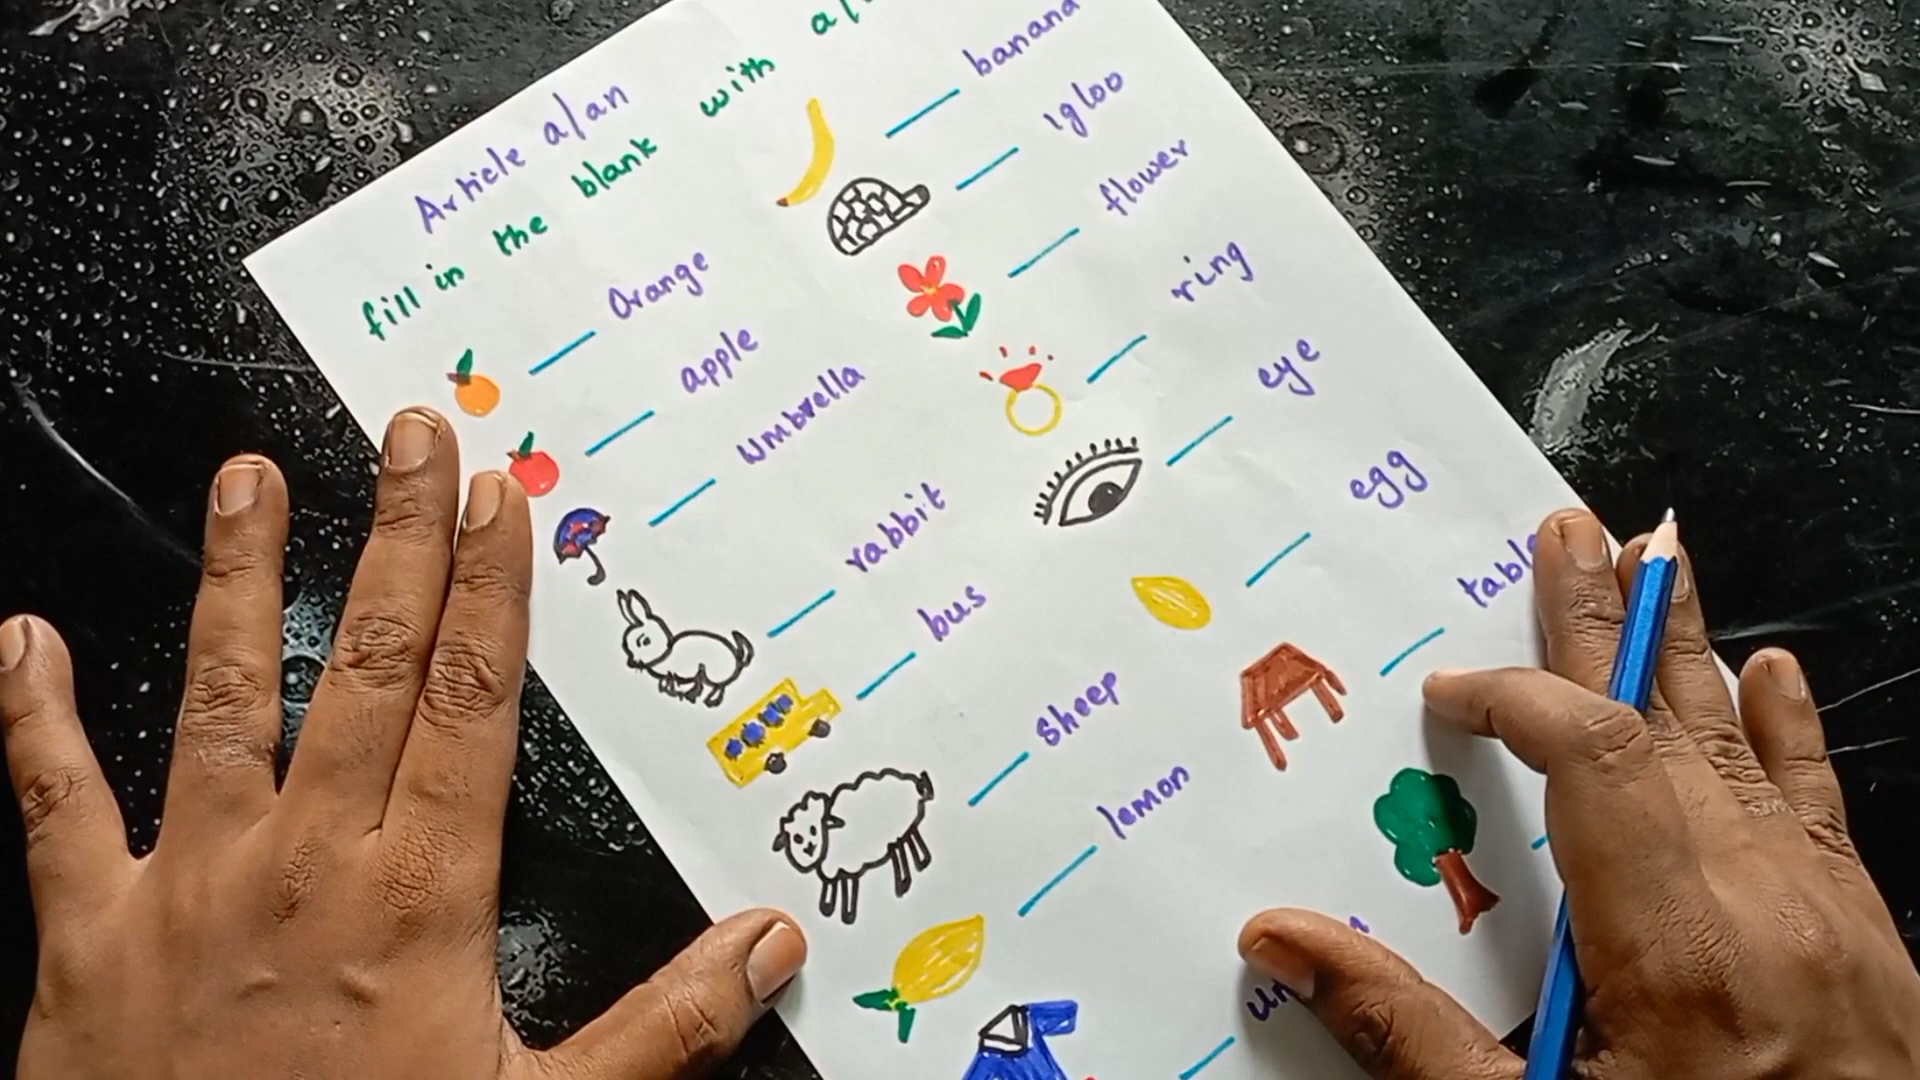 Article a/an
fill in the blank with
Orange
apple
umbrella
rabbit
bus
sheep
lemon
banana
igloo
flower
ring
eye
egg